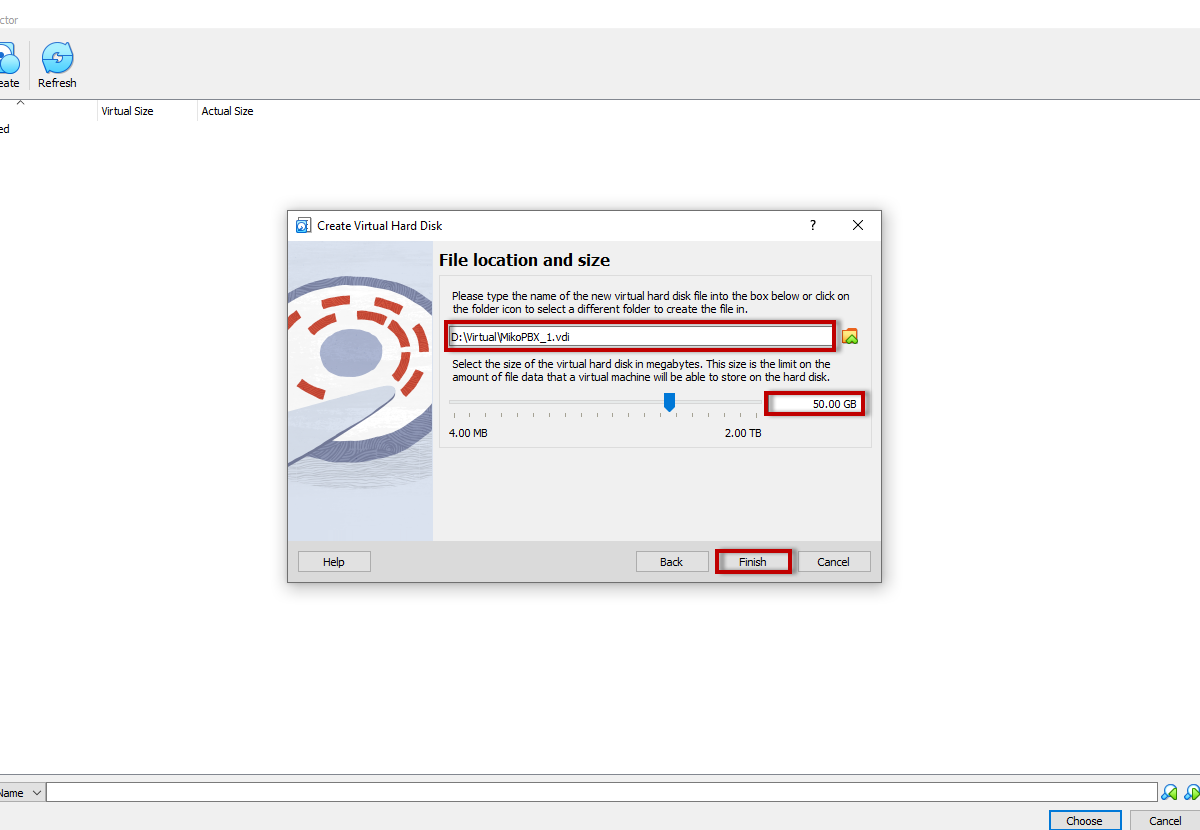 ctor
eate
Refresh
Virtual Size
Actual Size
ed
Create Virtual Hard Disk
?
File location and size
Please type the name of the new virtual hard disk file into the box below or click on
the folder icon to select a different folder to create the file in.
D:\Virtual\MikoPBX_1.vdi
Select the size of the virtual hard disk in megabytes. This size is the limit on the
amount of file data that a virtual machine will be able to store on the hard disk.
50.00 GB
4.00 MB
2.00 TB
Help
Back
Finish
Cancel
Name
Choose
Cancel